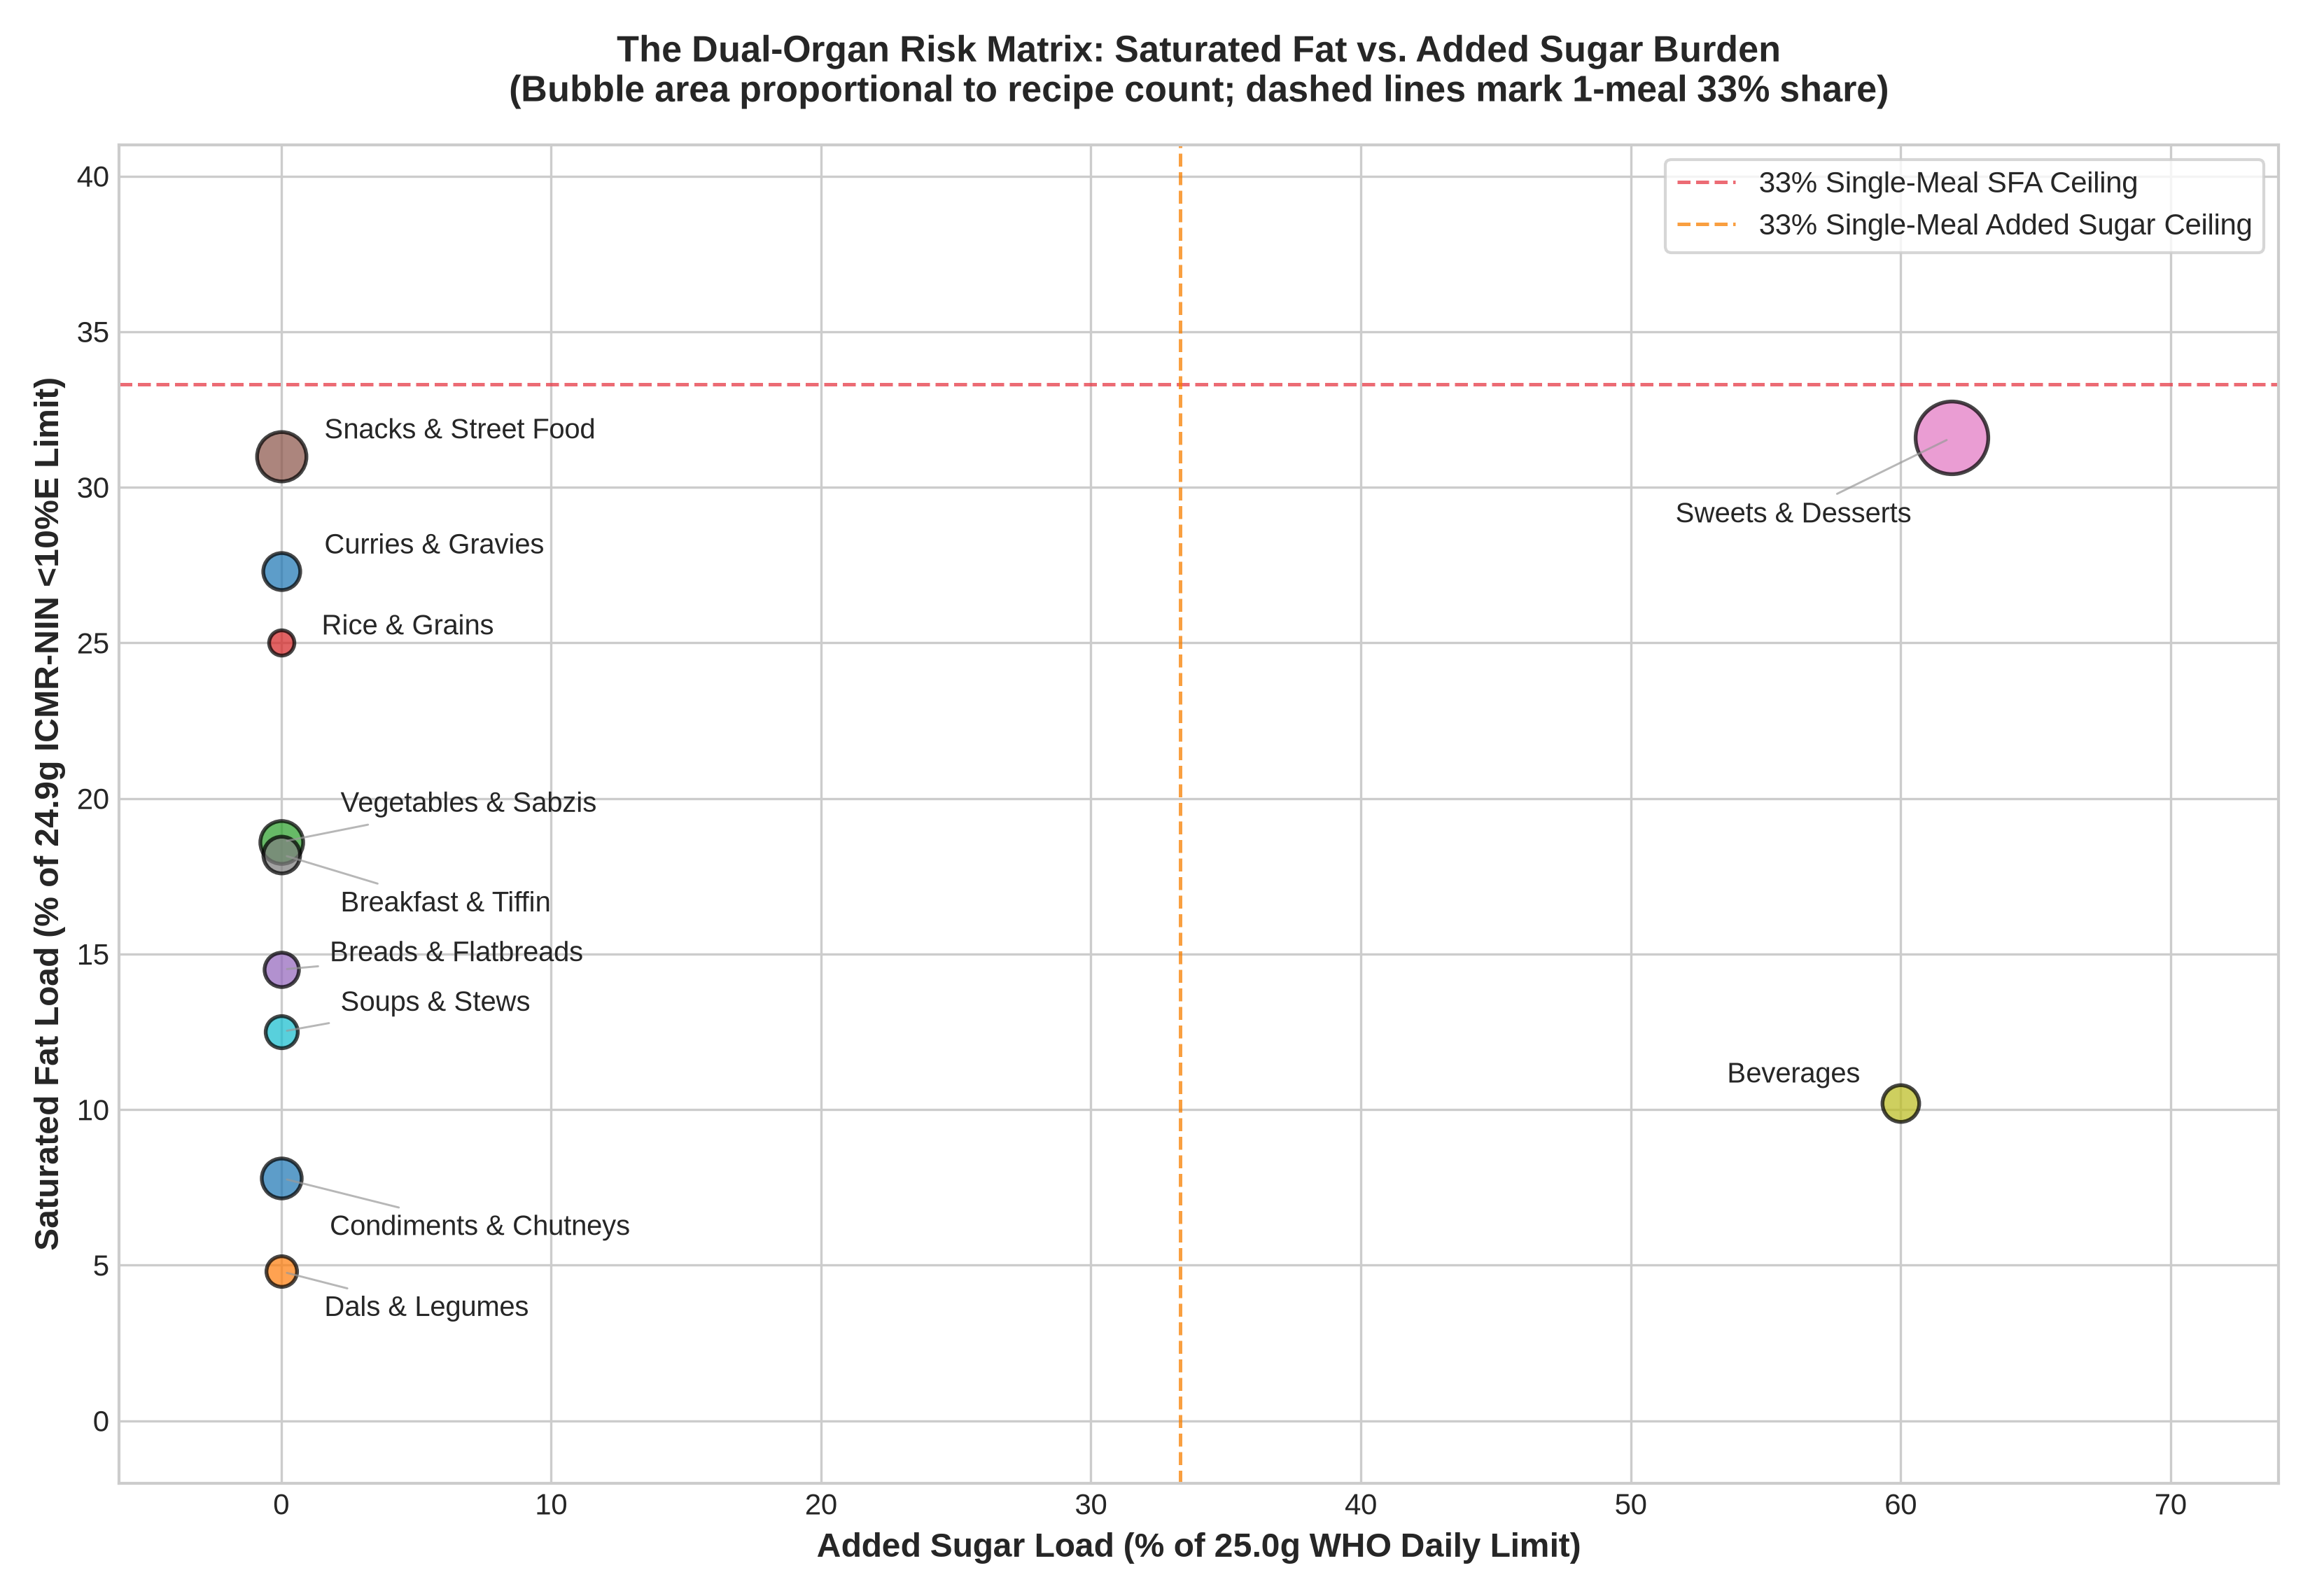 The Dual-Organ Risk Matrix: Saturated Fat vs. Added Sugar Burden
(Bubble area proportional to recipe count; dashed lines mark 1-meal 33% share)
33% Single-Meal SFA Ceiling
33% Single-Meal Added Sugar Ceiling
Saturated Fat Load (% of 24.9g ICMR-NIN <10%E Limit)
40
35
30
25
20
15
10
5
0
Snacks & Street Food
Curries & Gravies
Rice & Grains
Vegetables & Sabzis
Breakfast & Tiffin
Breads & Flatbreads
Soups & Stews
Condiments & Chutneys
Dals & Legumes
Sweets & Desserts
Beverages
0 10 20 30 40 50 60 70
Added Sugar Load (% of 25.0g WHO Daily Limit)